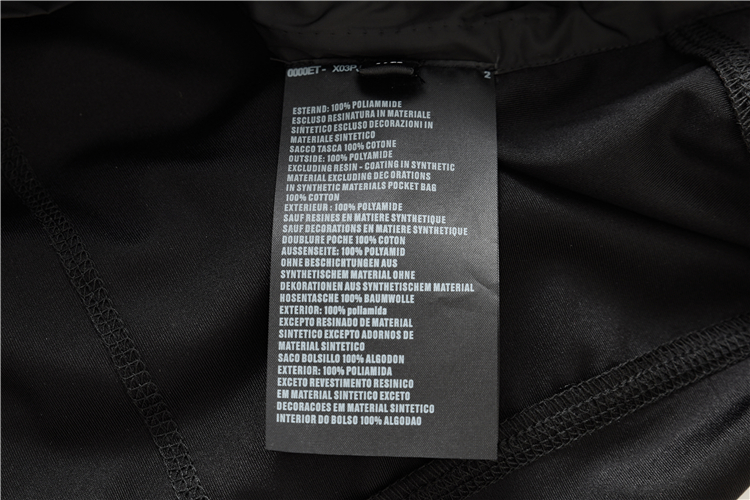 0000ET-
2
ESTERND: 100% POLIAMMIDE
ESCLUSO RESINATURA IN MATERIALE
SINTETICO ESCLUSO DECORAZIONI IN
MATERIALE SINTETICO
SACCO TASCA 100% COTONE
OUTSIDE: 100% POLYAMIDE
EXCLUDING RESIN - COATING IN SYNTHETIC
MATERIAL EXCLUDING DECORATIONS
IN SYNTHETIC MATERIALS POCKET BAG
100% COTTON
EXTERIEUR : 100% POLYAMIDE
SAUF RESINES EN MATIERE SYNTHETIQUE
SAUF DECORATIONS EN MATIERE SYNTHETIQUE
DOUBLURE POCHE 100% COTON
AUSSENSEITE: 100% POLYAMID
OHNE BESCHICHTUNGEN AUS
SYNTHETISCHEM MATERIAL OHNE
DEKORATIONEN AUS SYNTHETISCHEM MATERIAL
HOSENTASCHE 100% BAUMWOLLE
EXTERIOR: 100% poliamida
EXCEPTO RESINADO DE MATERIAL
SINTETICO EXCEPTO ADORNOS DE
MATERIAL SINTETICO
SACO BOLSILLO 100% ALGODON
EXTERIOR: 100% POLIAMIDA
EXCETO REVESTIMENTO RESINICO
EM MATERIAL SINTETICO EXCETO
DECORACOES EM MATERIAL SINTETICO
INTERIOR DO BOLSO 100% ALGODAO